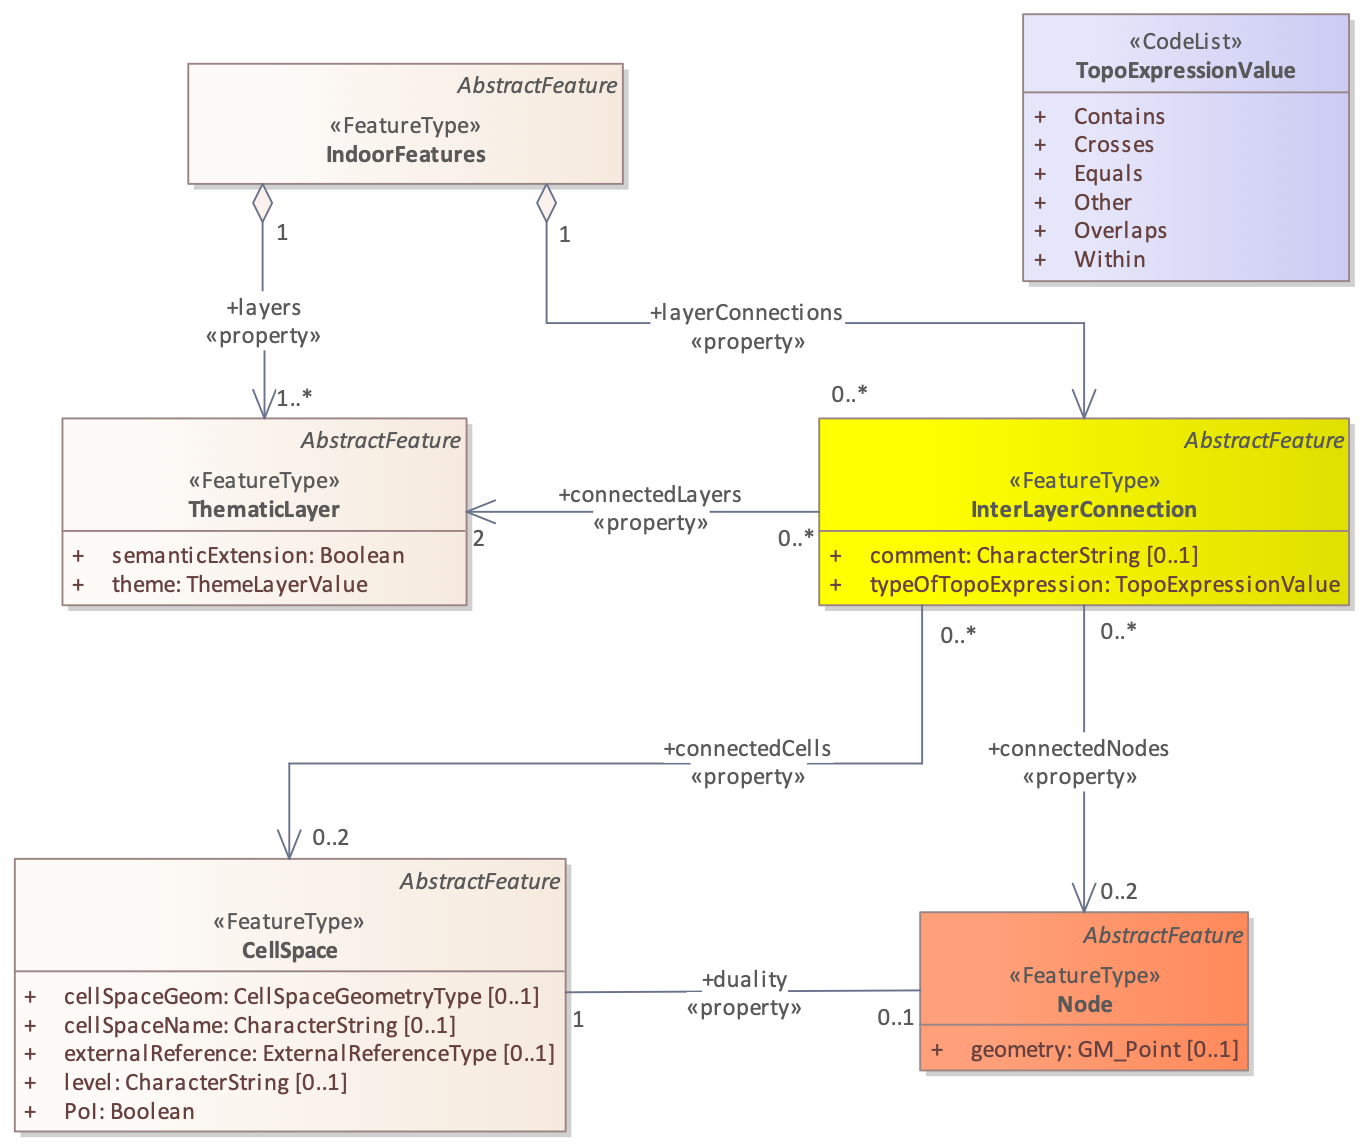 «CodeList»
TopoExpressionValue
+ Contains
+ Crosses
+ Equals
+ Other
+ Overlaps
+ Within
AbstractFeature
«FeatureType»
IndoorFeatures
1
1
+layers
«property»
1..*
+layerConnections
«property»
0..*
AbstractFeature
«FeatureType»
ThematicLayer
+ semanticExtension: Boolean
+ theme: ThemeLayerValue
+connectedLayers
«property»
2
0..*
AbstractFeature
«FeatureType»
InterLayerConnection
+ comment: CharacterString [0..1]
+ typeOfTopoExpression: TopoExpressionValue
0..*
0..*
+connectedCells
«property»
0..2
+connectedNodes
«property»
0..2
AbstractFeature
«FeatureType»
CellSpace
+ cellSpaceGeom: CellSpaceGeometryType [0..1]
+ cellSpaceName: CharacterString [0..1]
+ externalReference: ExternalReferenceType [0..1]
+ level: CharacterString [0..1]
+ PoI: Boolean
+duality
«property»
1
0..1
AbstractFeature
«FeatureType»
Node
+ geometry: GM_Point [0..1]